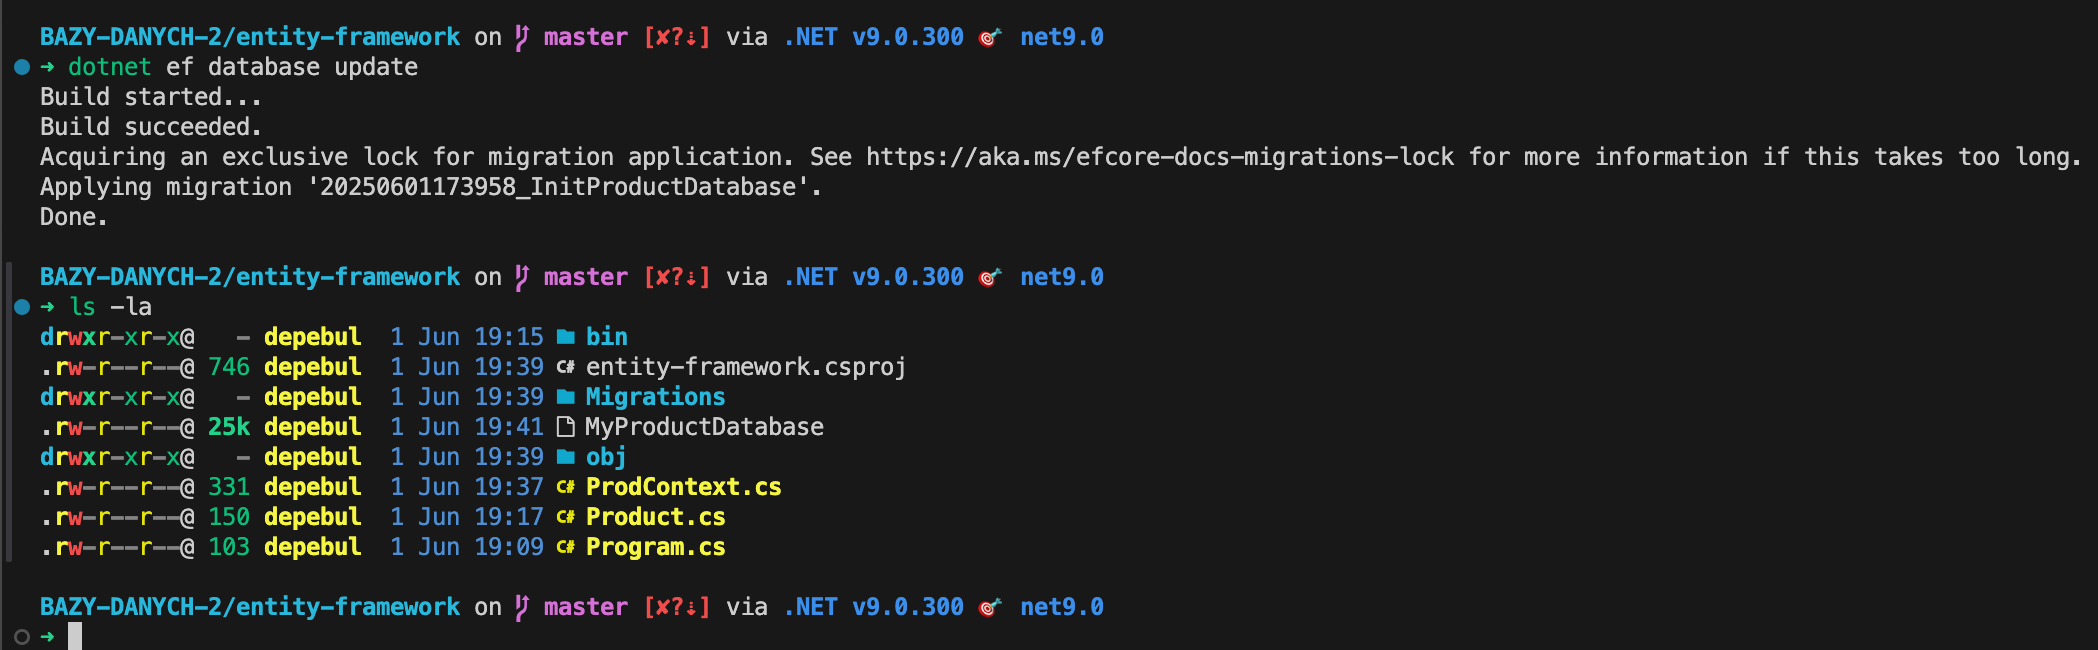 BAZY-DANYCH-2/entity-framework on master [✘?⇣] via .NET v9.0.300 🎯 net9.0
➜ dotnet ef database update
Build started...
Build succeeded.
Acquiring an exclusive lock for migration application. See https://aka.ms/efcore-docs-migrations-lock for more information if this takes too long.
Applying migration '20250601173958_InitProductDatabase'.
Done.
BAZY-DANYCH-2/entity-framework on master [✘?⇣] via .NET v9.0.300 🎯 net9.0
➜ ls -la
drwxr-xr-x@ - depebul 1 Jun 19:15 bin
.rw-r--r--@ 746 depebul 1 Jun 19:39 C# entity-framework.csproj
drwxr-xr-x@ - depebul 1 Jun 19:39 Migrations
.rw-r--r--@ 25k depebul 1 Jun 19:41 MyProductDatabase
drwxr-xr-x@ - depebul 1 Jun 19:39 obj
.rw-r--r--@ 331 depebul 1 Jun 19:37 C# ProdContext.cs
.rw-r--r--@ 150 depebul 1 Jun 19:17 C# Product.cs
.rw-r--r--@ 103 depebul 1 Jun 19:09 C# Program.cs
BAZY-DANYCH-2/entity-framework on master [✘?⇣] via .NET v9.0.300 🎯 net9.0
➜